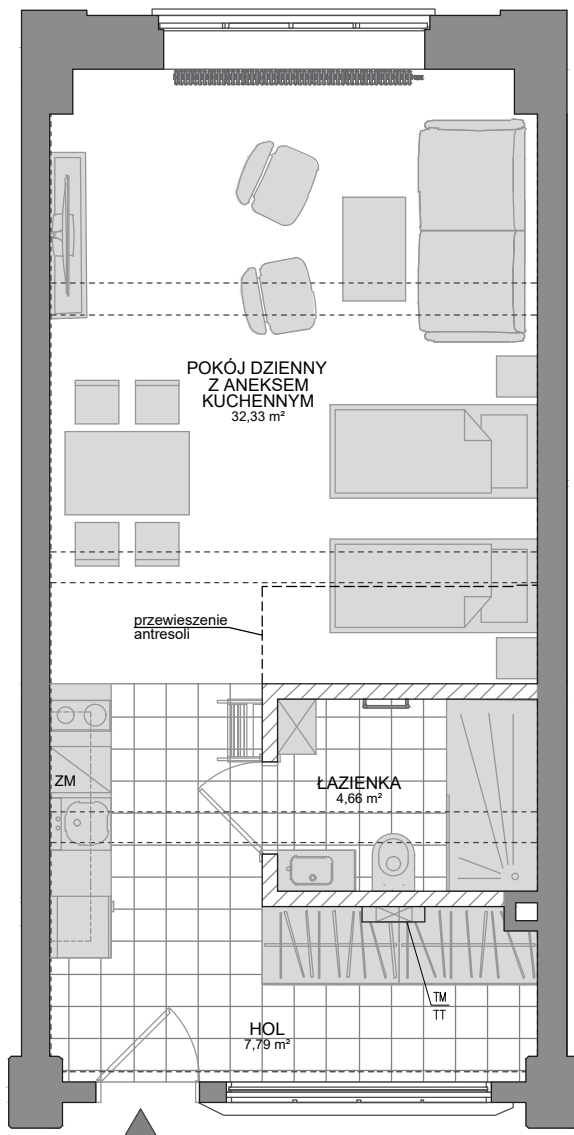 POKÓJ DZIENNY
Z ANEKSEM
KUCHENNYM
32,33 m²
przewieszenie
antresoli
ZM
ŁAZIENKA
4,66 m²
TM
TT
HOL
7,79 m²